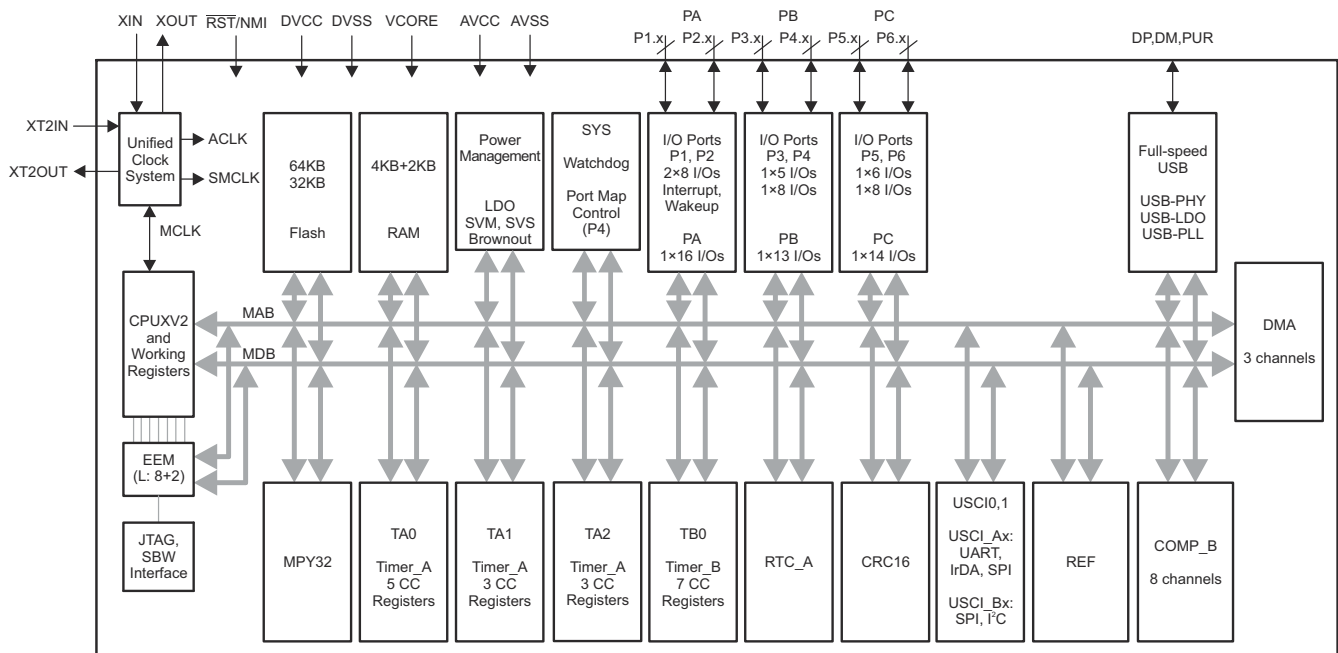 XIN
XOUT
RST/NMI
DVCC
DVSS
VCORE
AVCC
AVSS
PA
P1.x
P2.x
PB
P3.x
P4.x
PC
P5.x
P6.x
DP,DM,PUR
XT2IN
XT2OUT
Unified
Clock
System
ACLK
SMCLK
MCLK
64KB
32KB
Flash
4KB+2KB
RAM
Power
Management
LDO
SVM, SVS
Brownout
SYS
Watchdog
Port Map
Control
(P4)
I/O Ports
P1, P2
2×8 I/Os
Interrupt,
Wakeup
PA
1×16 I/Os
I/O Ports
P3, P4
1×5 I/Os
1×8 I/Os
PB
1×13 I/Os
I/O Ports
P5, P6
1×6 I/Os
1×8 I/Os
PC
1×14 I/Os
Full-speed
USB
USB-PHY
USB-LDO
USB-PLL
CPUXV2
and
Working
Registers
MAB
MDB
DMA
3 channels
EEM
(L: 8+2)
JTAG,
SBW
Interface
MPY32
TA0
Timer_A
5 CC
Registers
TA1
Timer_A
3 CC
Registers
TA2
Timer_A
3 CC
Registers
TB0
Timer_B
7 CC
Registers
RTC_A
CRC16
USCI0,1
USCI_Ax:
UART,
IrDA, SPI
USCI_Bx:
SPI, I²C
REF
COMP_B
8 channels